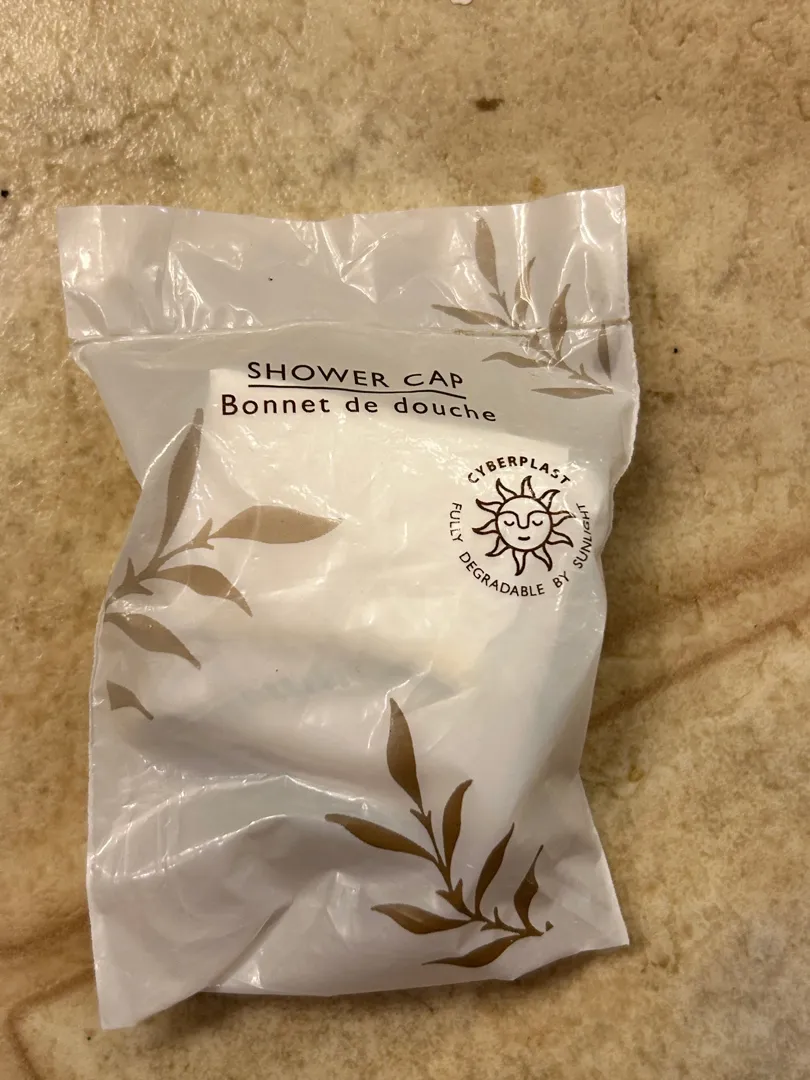 SHOWER CAP
Bonnet de douche
CYBERPLAST
FULLY DEGRADABLE BY SUNLIGHT